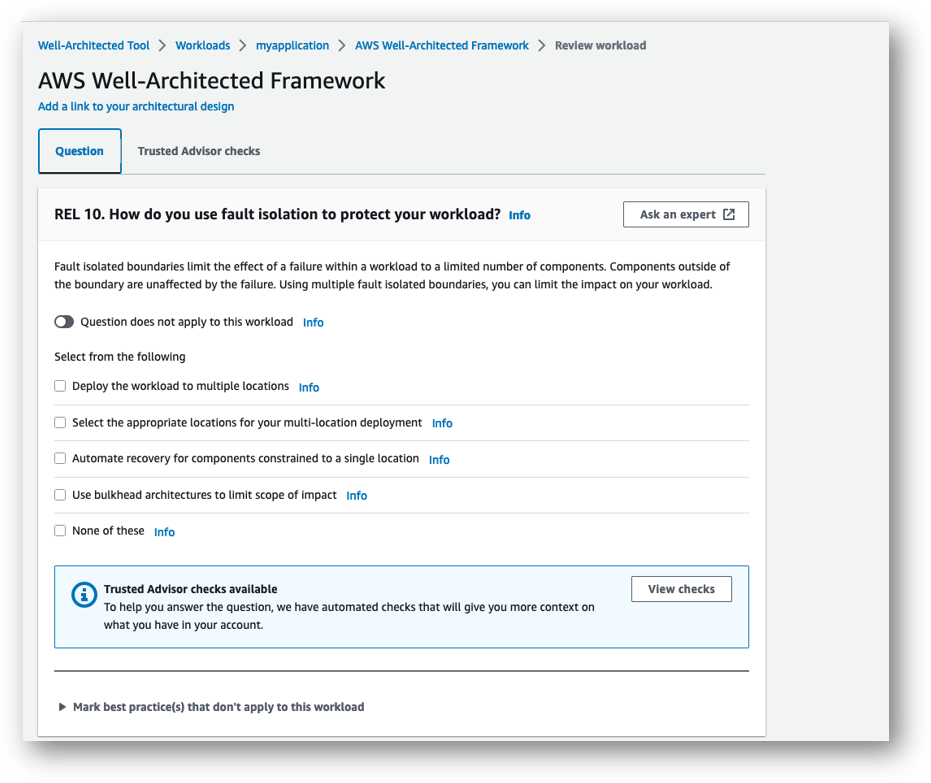 Well-Architected Tool > Workloads > myapplication > AWS Well-Architected Framework > Review workload
AWS Well-Architected Framework
Add a link to your architectural design
Question Trusted Advisor checks
REL 10. How do you use fault isolation to protect your workload? Info Ask an expert
Fault isolated boundaries limit the effect of a failure within a workload to a limited number of components. Components outside of
the boundary are unaffected by the failure. Using multiple fault isolated boundaries, you can limit the impact on your workload.
Question does not apply to this workload Info
Select from the following
Deploy the workload to multiple locations Info
Select the appropriate locations for your multi-location deployment Info
Automate recovery for components constrained to a single location Info
Use bulkhead architectures to limit scope of impact Info
None of these Info
Trusted Advisor checks available View checks
To help you answer the question, we have automated checks that will give you more context on
what you have in your account.
Mark best practice(s) that don't apply to this workload